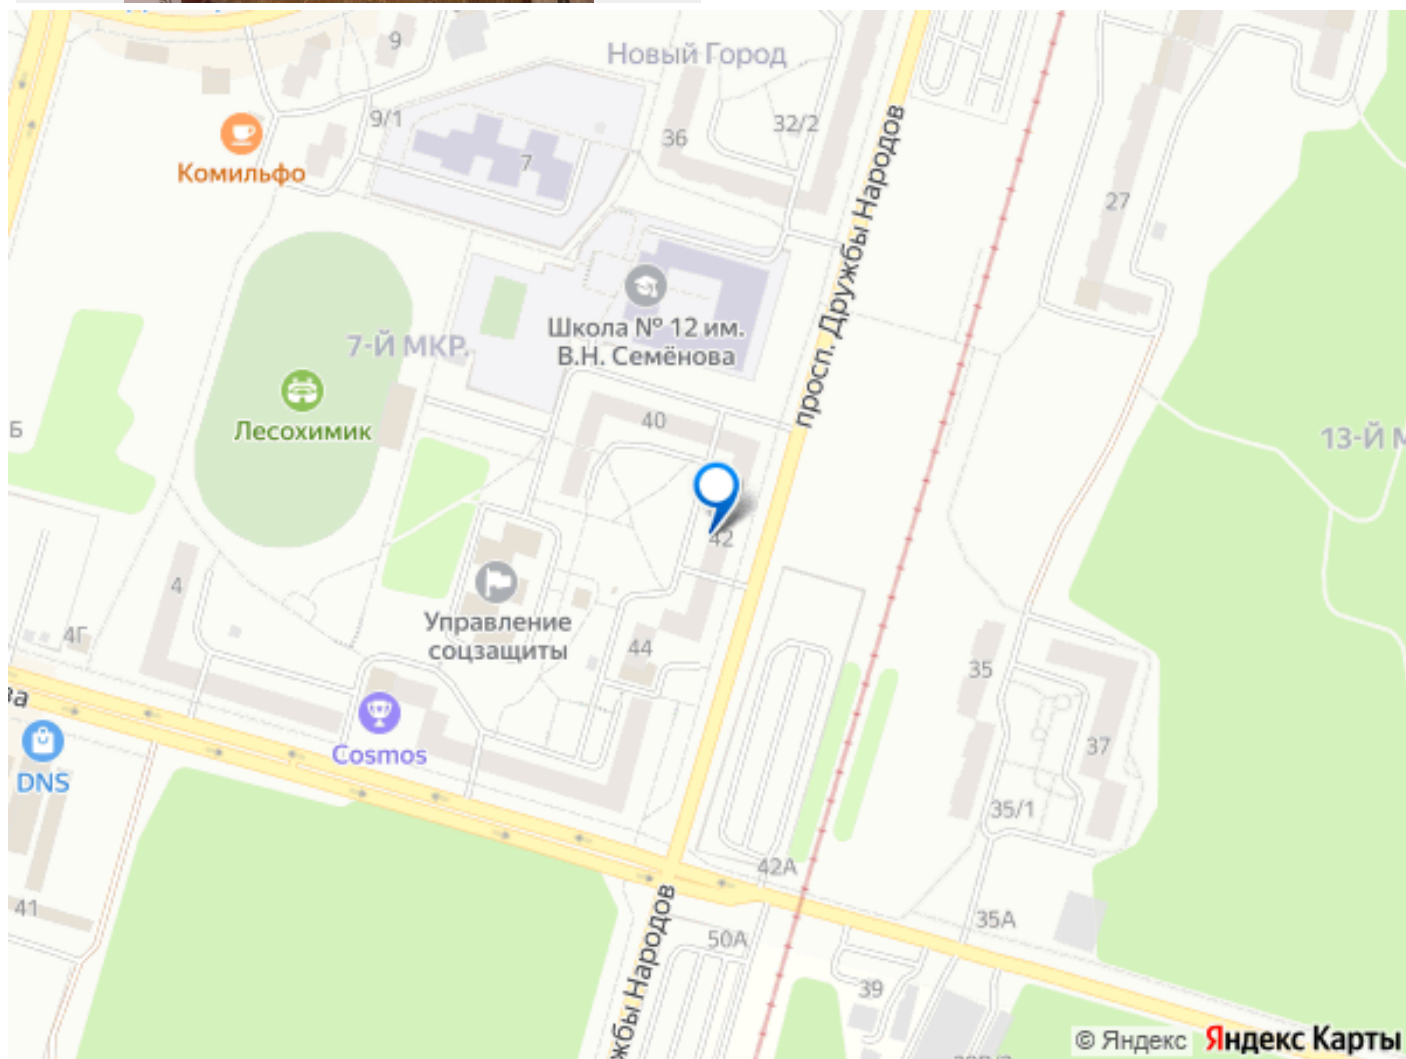 9
Новый Город
9/1
36
32/2
Комильфо
7
27
просп. Дружбы Народов
Школа № 12 им.
В.Н. Семёнова
7-Й МКР.
Лесохимик
40
Б
13-Й М
42
4
Управление
соцзащиты
4Г
44
35
ва
Cosmos
DNS
37
35/1
42А
41
35А
50А
жбы Народов
39
© Яндекс
Яндекс Карты